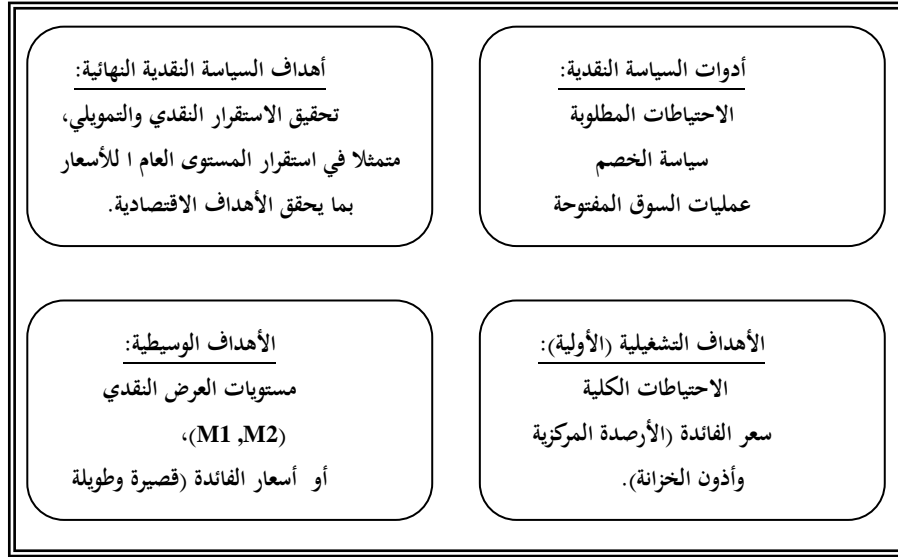 أدوات السياسة النقدية:
الاحتياطات المطلوبة
سياسة الخصم
عمليات السوق المفتوحة
أهداف السياسة النقدية النهائية:
تحقيق الاستقرار النقدي والتمويلي،
متمثلا في استقرار المستوى العام ا للأسعار
بما يحقق الأهداف الاقتصادية.
الأهداف التشغيلية (الأولية):
الاحتياطات الكلية
سعر الفائدة (الأرصدة المركزية
وأذون الخزانة).
الأهداف الوسيطية:
مستويات العرض النقدي
(M1 ,M2)،
أو أسعار الفائدة (قصيرة وطويلة